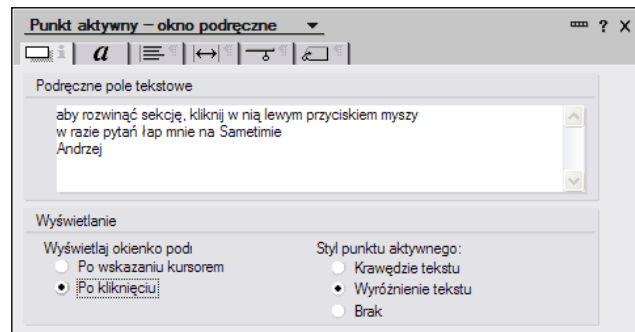 Punkt aktywny – okno podręczne
? X
i a
Podręczne pole tekstowe
aby rozwinąć sekcję, kliknij w nią lewym przyciskiem myszy
w razie pytań łap mnie na Sametimie
Andrzej
Wyświetlanie
Wyświetlaj okienko podı
Po wskazaniu kursorem
Po kliknięciu
Styl punktu aktywnego:
Krawędzie tekstu
Wyróżnienie tekstu
Brak